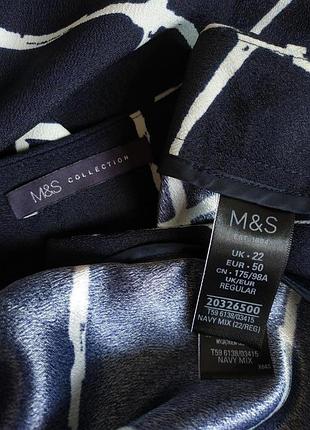 M&S COLLECTION
M&S
EST. 1884
UK • 22
EUR • 50
CN • 175/98A
UK/EUR
REGULAR
20326500
T59 6138/03415
NAVY MIX (22/REG)
T59 6138/03415
NAVY MIX